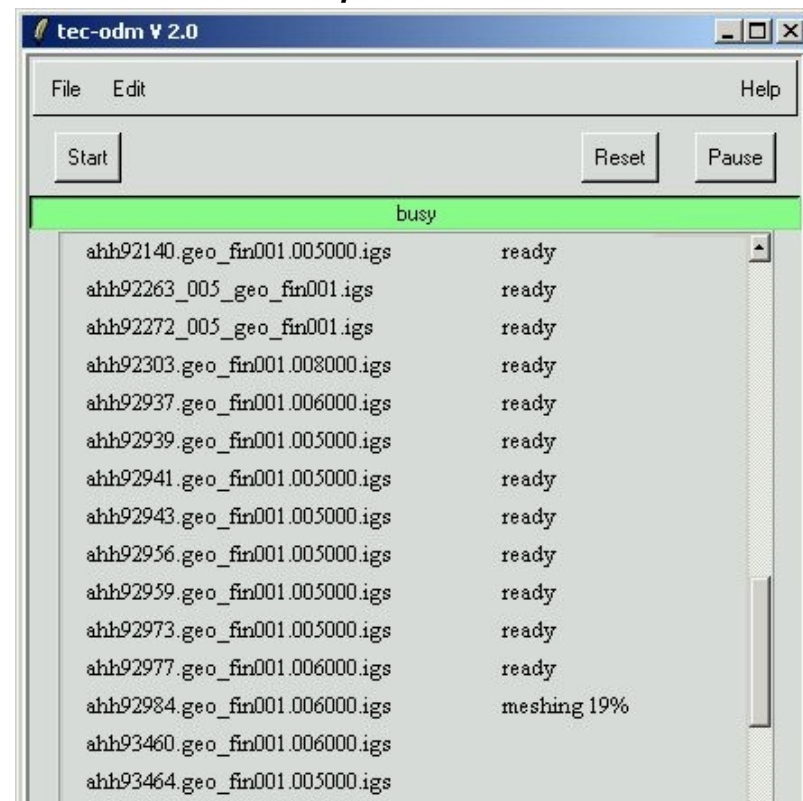 tec-odm V 2.0
File Edit Help
Start Reset Pause
busy
ahh92140.geo_fin001.005000.igs ready
ahh92263_005_geo_fin001.igs ready
ahh92272_005_geo_fin001.igs ready
ahh92303.geo_fin001.008000.igs ready
ahh92937.geo_fin001.006000.igs ready
ahh92939.geo_fin001.005000.igs ready
ahh92941.geo_fin001.005000.igs ready
ahh92943.geo_fin001.005000.igs ready
ahh92956.geo_fin001.005000.igs ready
ahh92959.geo_fin001.005000.igs ready
ahh92973.geo_fin001.005000.igs ready
ahh92977.geo_fin001.006000.igs ready
ahh92984.geo_fin001.006000.igs meshing 19%
ahh93460.geo_fin001.006000.igs
ahh93464.geo_fin001.005000.igs